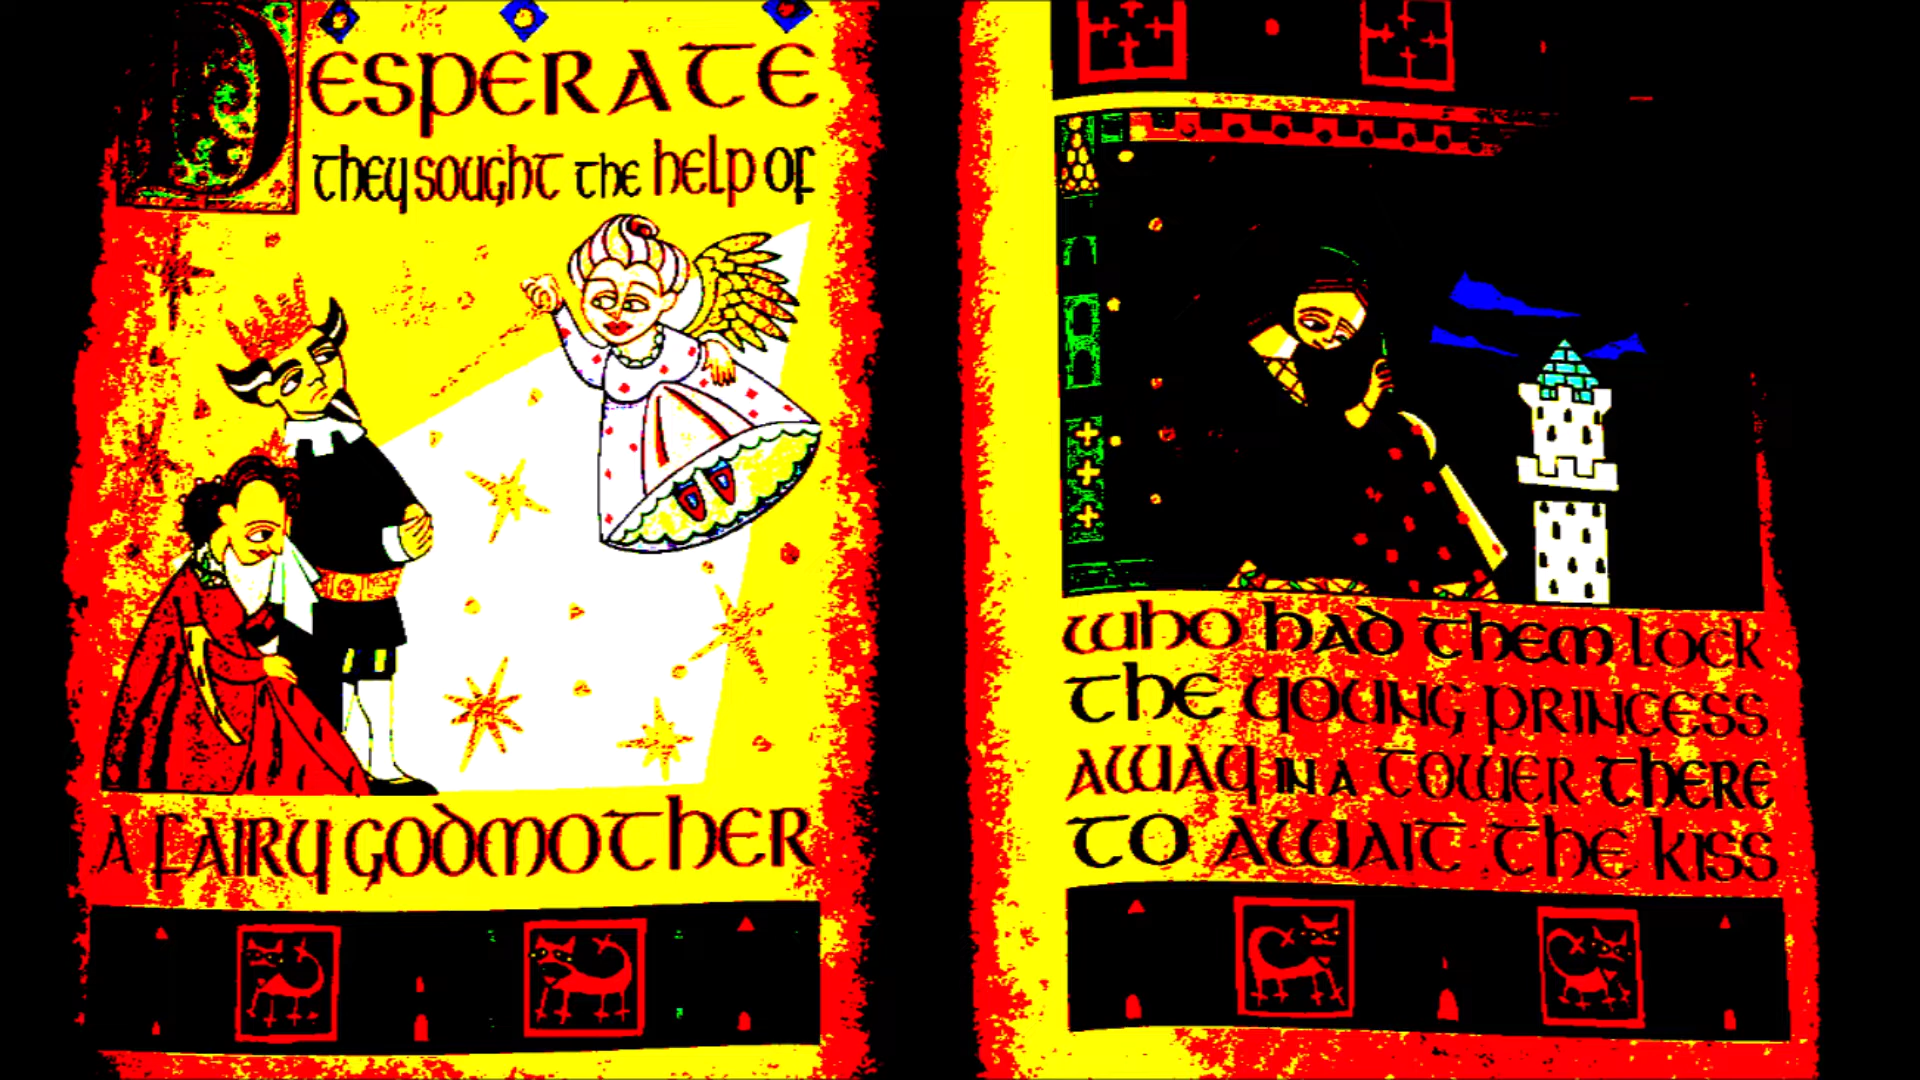 DESPERATE
they sought the help of
A FAIRY GODMOTHER
who had them lock
the young princess
away in a tower there
to await the kiss